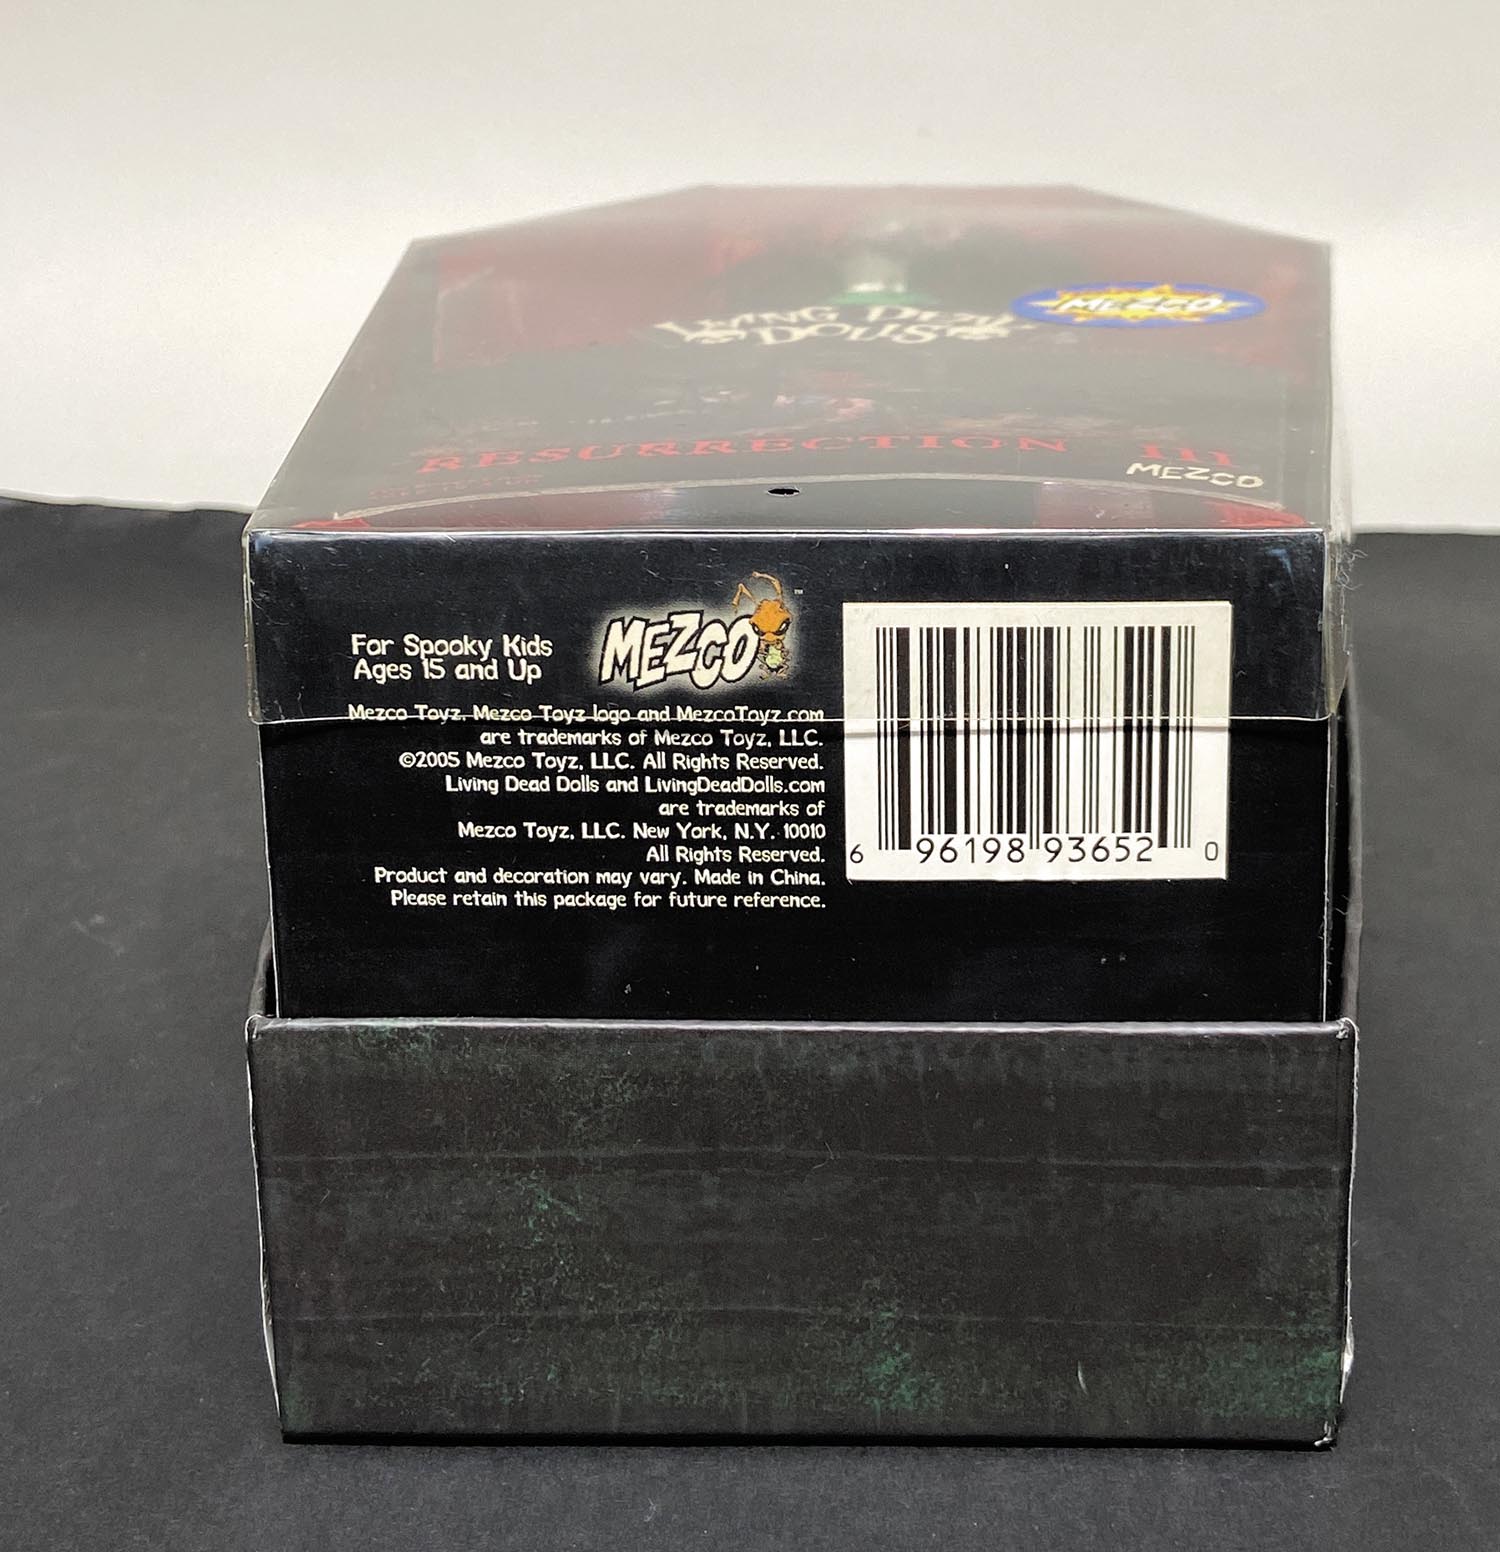 MEZCO
LIVING DEAD
DOLLS
RESURRECTION III
MEZCO
For Spooky Kids
Ages 15 and Up
MEZCO™
Mezco Toyz, Mezco Toyz logo and MezcoToyz.com
are trademarks of Mezco Toyz, LLC.
©2005 Mezco Toyz, LLC. All Rights Reserved.
Living Dead Dolls and LivingDeadDolls.com
are trademarks of
Mezco Toyz, LLC. New York, N.Y. 10010
All Rights Reserved.
Product and decoration may vary. Made in China.
Please retain this package for future reference.
6 96198 93652 0